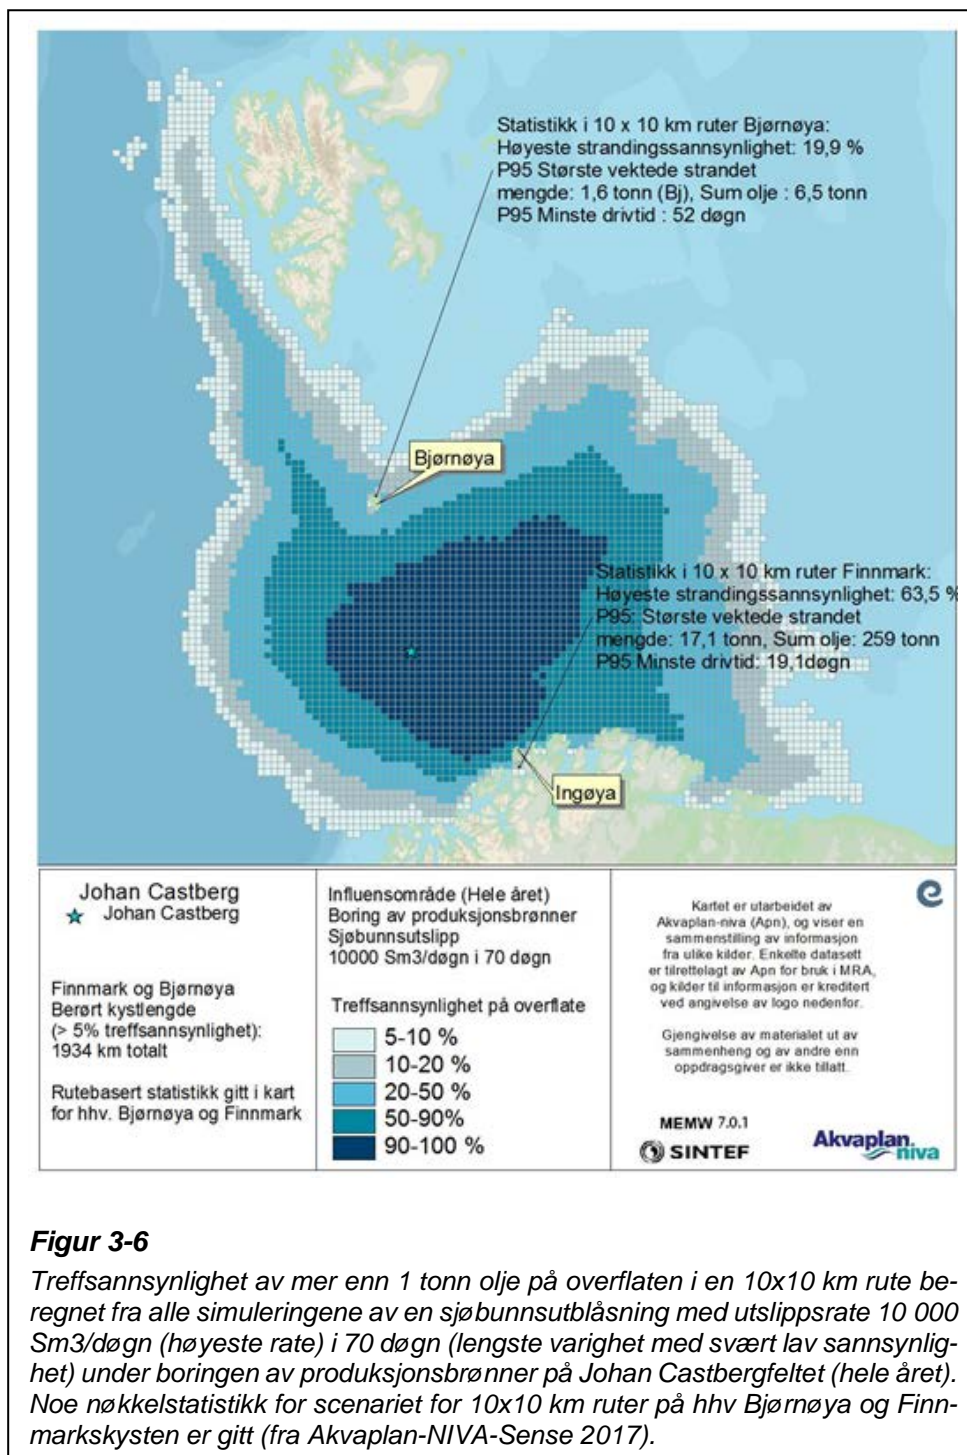 Statistikk i 10 x 10 km ruter Bjørnøya:
Høyeste strandingssannsynlighet: 19,9 %
P95 Største vektede strandet
mengde: 1,6 tonn (Bj), Sum olje : 6,5 tonn
P95 Minste drivtid : 52 døgn
Bjørnøya
Statistikk i 10 x 10 km ruter Finnmark:
Høyeste strandingssannsynlighet: 63,5 %
P95: Største vektede strandet
mengde: 17,1 tonn, Sum olje: 259 tonn
P95 Minste drivtid: 19,1døgn
Ingøya
Johan Castberg
Johan Castberg
Finnmark og Bjørnøya
Berørt kystlengde
(> 5% treffsannsynlighet):
1934 km totalt
Rutebasert statistikk gitt i kart
for hhv. Bjørnøya og Finnmark
Influensområde (Hele året)
Boring av produksjonsbrønner
Sjøbunnsutslipp
10000 Sm3/døgn i 70 døgn
Treffsannsynlighet på overflate
5-10 %
10-20 %
20-50 %
50-90%
90-100 %
Kartet er utarbeidet av
Akvaplan-niva (Apn), og viser en
sammenstilling av informasjon
fra ulike kilder. Enkelte datasett
er tilrettelagt av Apn for bruk i MRA,
og kilder til informasjon er kreditert
ved angivelse av logo nedenfor.
Gjengivelse av materialet ut av
sammenheng og av andre enn
oppdragsgiver er ikke tillatt.
MEMW 7.0.1
SINTEF
Akvaplan
niva
Figur 3-6
Treffsannsynlighet av mer enn 1 tonn olje på overflaten i en 10x10 km rute be-
regnet fra alle simuleringene av en sjøbunnsutblåsning med utslippsrate 10 000
Sm3/døgn (høyeste rate) i 70 døgn (lengste varighet med svært lav sannsynlig-
het) under boringen av produksjonsbrønner på Johan Castbergfeltet (hele året).
Noe nøkkelstatistikk for scenariet for 10x10 km ruter på hhv Bjørnøya og Finn-
markskysten er gitt (fra Akvaplan-NIVA-Sense 2017).